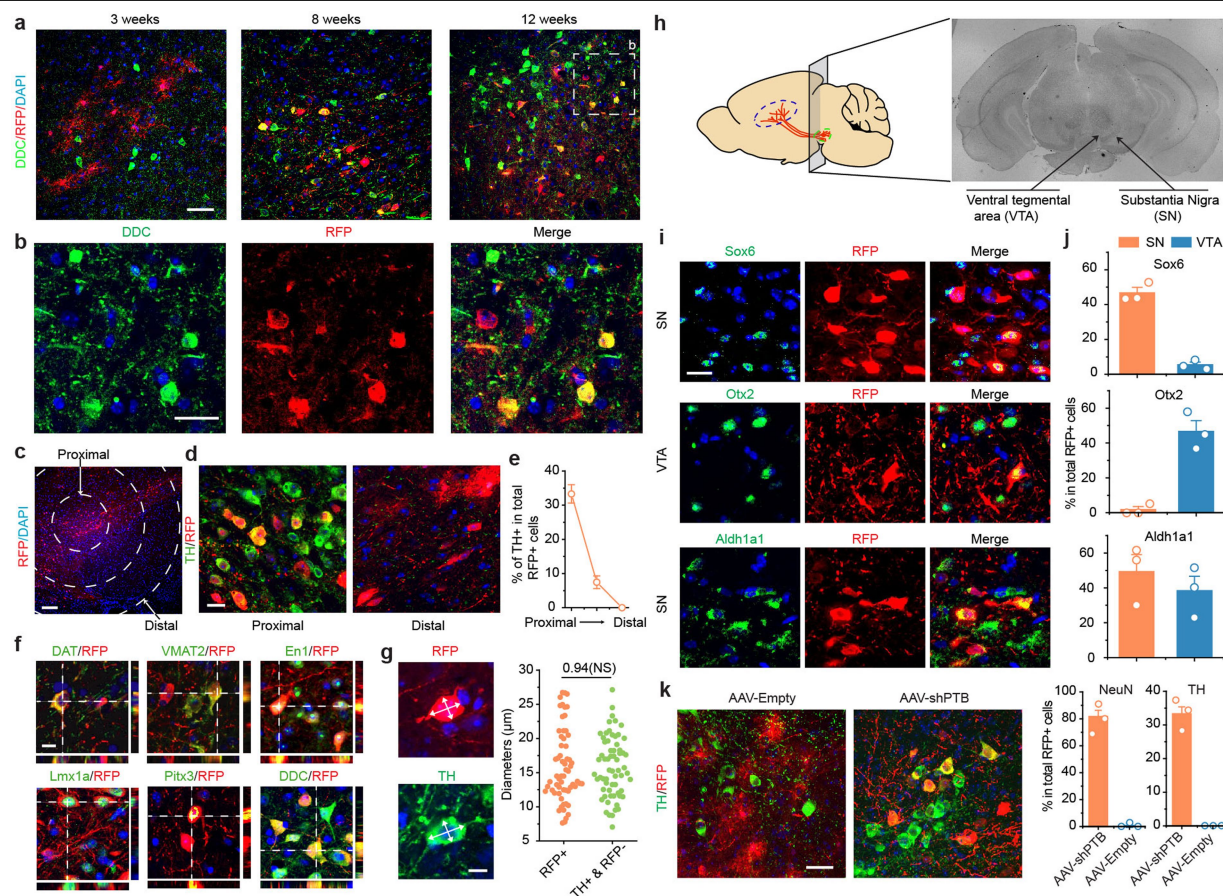 a
3 weeks
8 weeks
12 weeks
DDC/RFP/DAPI
b
b
DDC
RFP
Merge
c
Proximal
RFP/DAPI
Distal
d
TH/RFP
Proximal
Distal
e
% of TH+ in total
RFP+ cells
40
30
20
10
0
Proximal
Distal
f
DAT/RFP
VMAT2/RFP
En1/RFP
Lmx1a/RFP
Pitx3/RFP
DDC/RFP
g
RFP
TH
0.94(NS)
Diameters (µm)
30
25
20
15
10
5
RFP+
TH+ & RFP-
h
Ventral tegmental
area (VTA)
Substantia Nigra
(SN)
i
Sox6
RFP
Merge
SN
Otx2
RFP
Merge
VTA
Aldh1a1
RFP
Merge
SN
j
SN
VTA
Sox6
60
40
20
0
Otx2
60
40
20
0
Aldh1a1
60
40
20
0
% in total RFP+ cells
k
AAV-Empty
AAV-shPTB
TH/RFP
% in total RFP+ cells
NeuN
100
80
60
40
20
0
AAV-shPTB
AAV-Empty
TH
40
30
20
10
0
AAV-shPTB
AAV-Empty